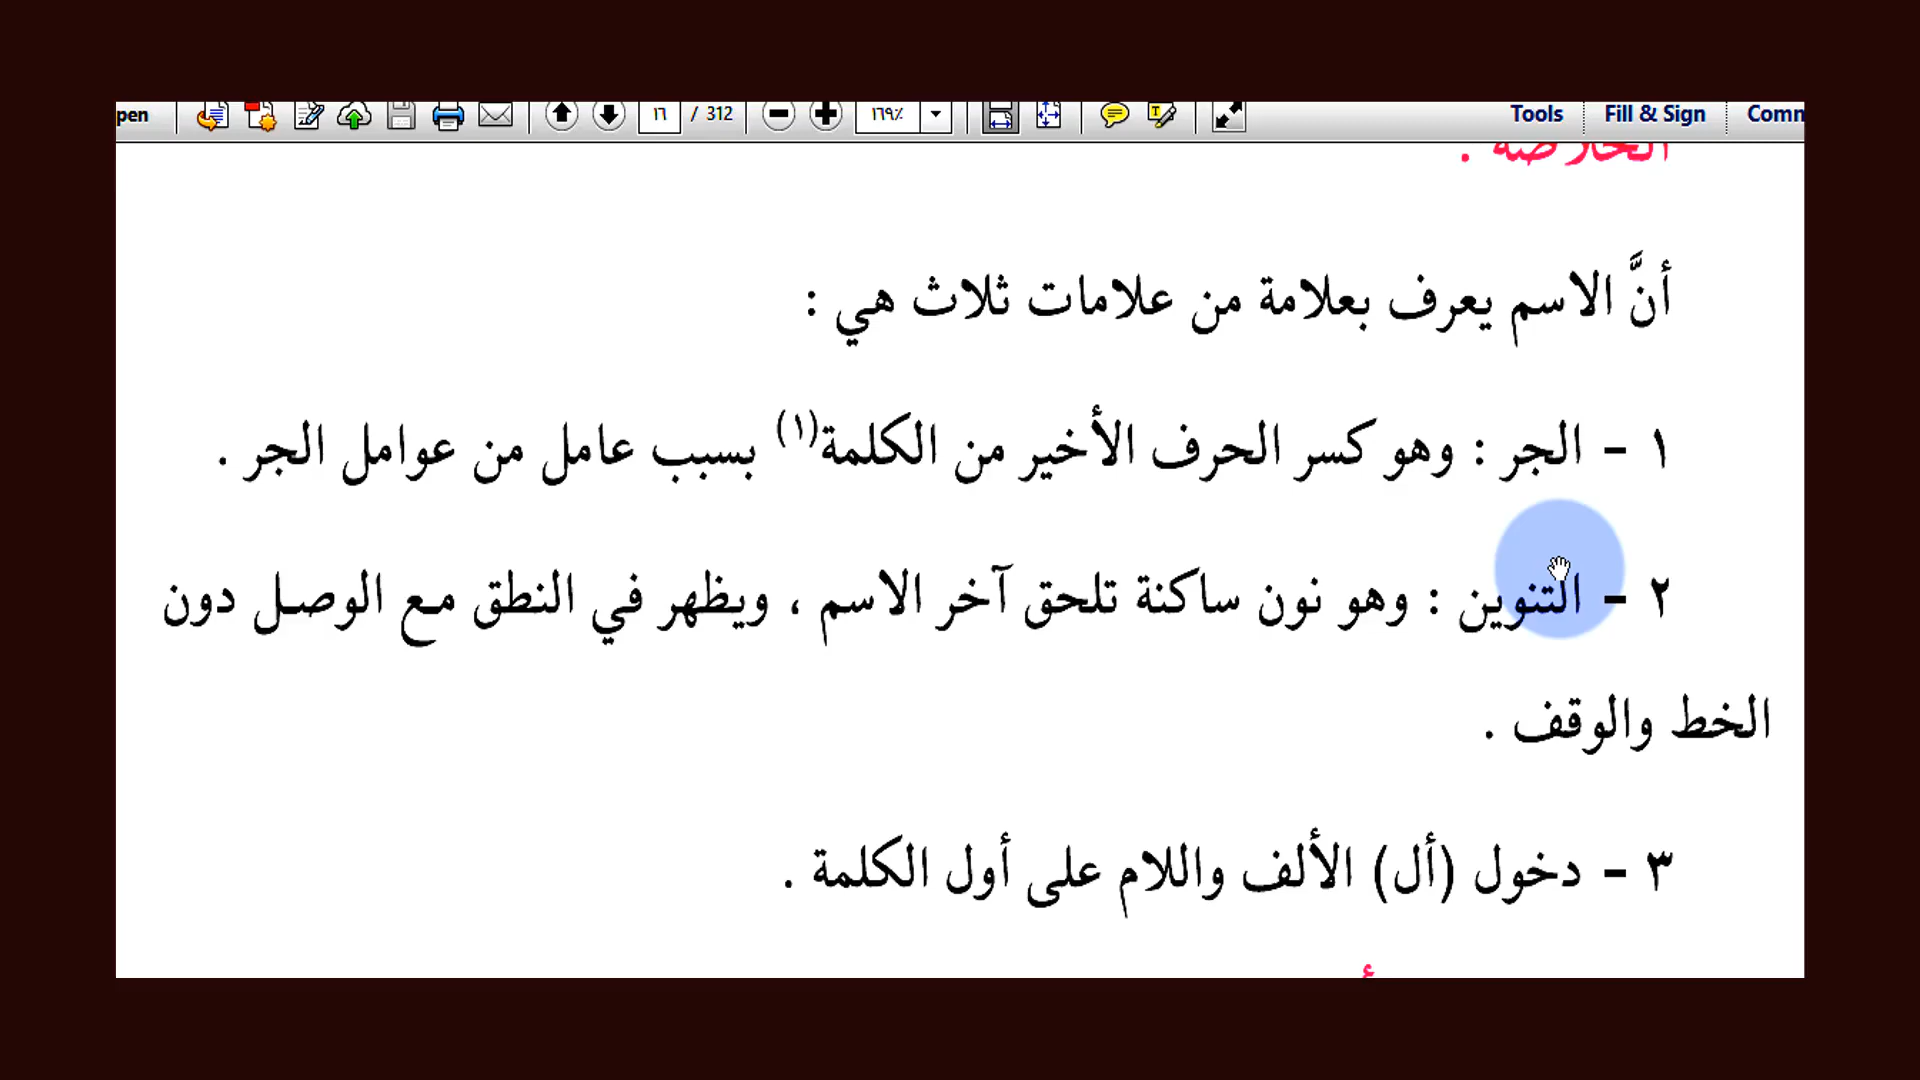 pen ١٦ / 312 ١٦٩٪ Tools Fill & Sign Comn
أنَّ الاسم يعرف بعلامة من علامات ثلاث هي :
١ - الجر : وهو كسر الحرف الأخير من الكلمة(١) بسبب عامل من عوامل الجر .
٢ - التنوين : وهو نون ساكنة تلحق آخر الاسم ، ويظهر في النطق مع الوصل دون
الخط والوقف .
٣ - دخول (أل) الألف واللام على أول الكلمة .